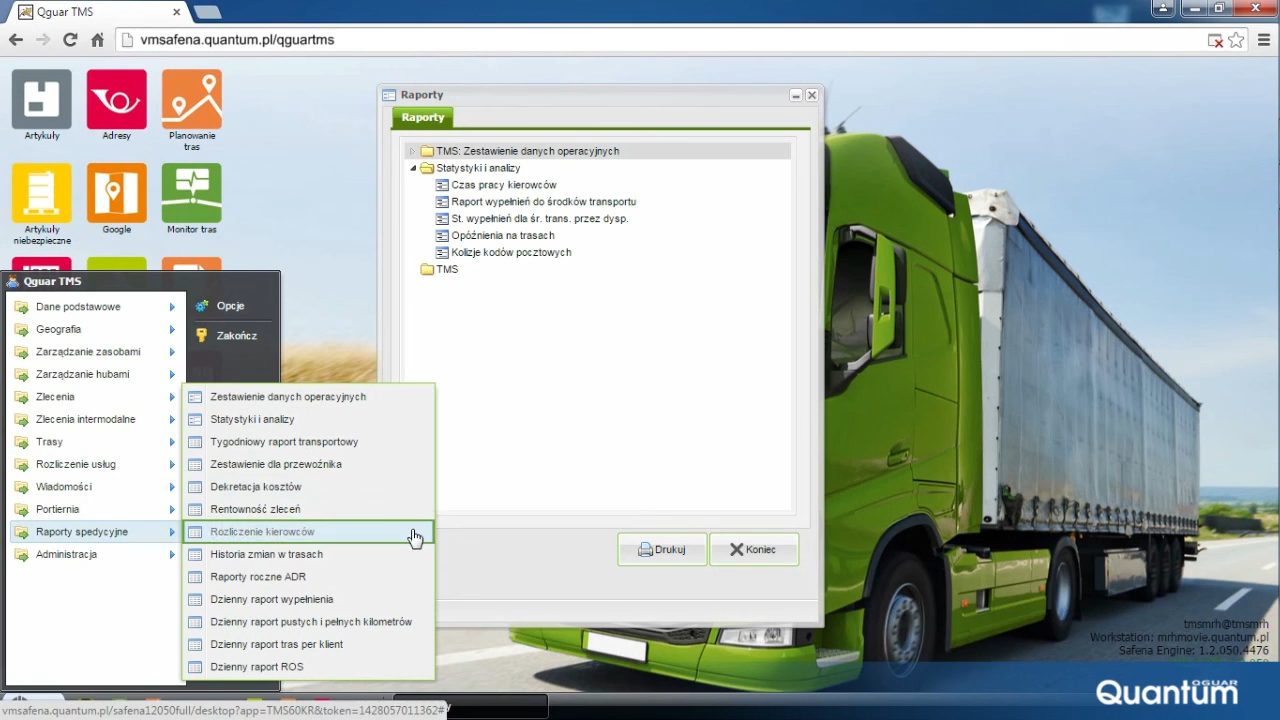 Qguar TMS
vmsafena.quantum.pl/qguartms
Artykuły
Adresy
Planowanie
tras
Artykuły
niebezpieczne
Google
Monitor tras
Raporty
Raporty
TMS: Zestawienie danych operacyjnych
Statystyki i analizy
Czas pracy kierowców
Raport wypełnień do środków transportu
St. wypełnień dla śr. trans. przez dysp.
Opóźnienia na trasach
Kolizje kodów pocztowych
TMS
Drukuj
Koniec
Qguar TMS
Dane podstawowe
Geografia
Zarządzanie zasobami
Zarządzanie hubami
Zlecenia
Zlecenia intermodalne
Trasy
Rozliczenie usług
Wiadomości
Portiernia
Raporty spedycyjne
Administracja
Opcje
Zakończ
Zestawienie danych operacyjnych
Statystyki i analizy
Tygodniowy raport transportowy
Zestawienie dla przewoźnika
Dekretacja kosztów
Rentowność zleceń
Rozliczenie kierowców
Historia zmian w trasach
Raporty roczne ADR
Dzienny raport wypełnienia
Dzienny raport pustych i pełnych kilometrów
Dzienny raport tras per klient
Dzienny raport ROS
tmsmrh@tmsmrh
Workstation: mrhmovie.quantum.pl
Safena Engine: 1.2.050.4476
QGUAR
Quantum
vmsafena.quantum.pl/safena12050full/desktop?app=TMS60KR&token=1428057011362#